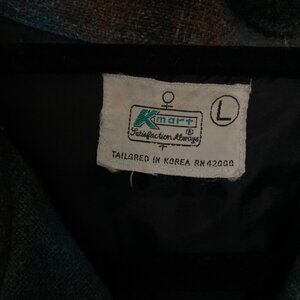 L
Kmart
Satisfaction Always ®
TAILORED IN KOREA RN 42000